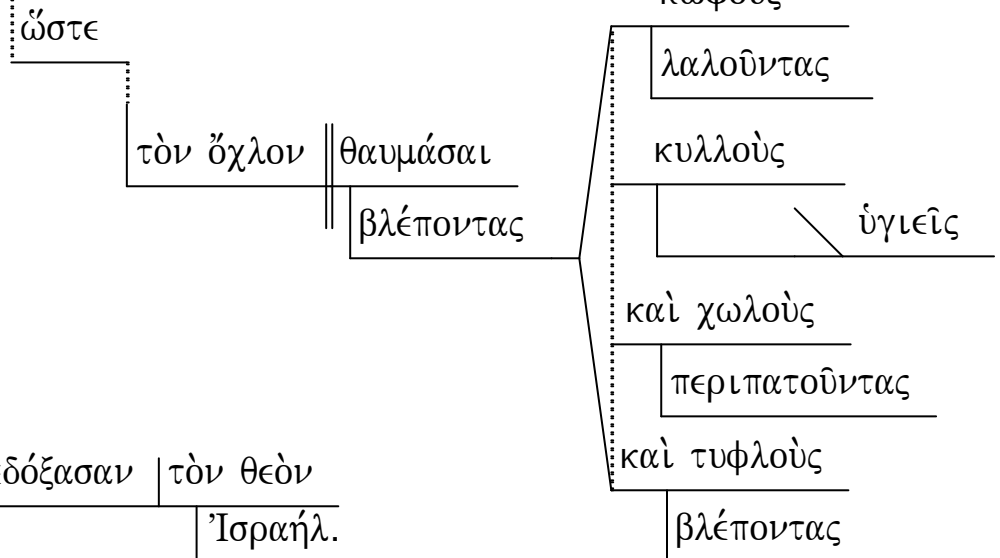 ὥστε
λαλοῦντας
τὸν ὄχλον θαυμάσαι
κυλλοὺς
βλέποντας
ὑγιεῖς
καὶ χωλοὺς
περιπατοῦντας
καὶ τυφλοὺς
τὸν θεὸν
Ἰσραήλ.
βλέποντας